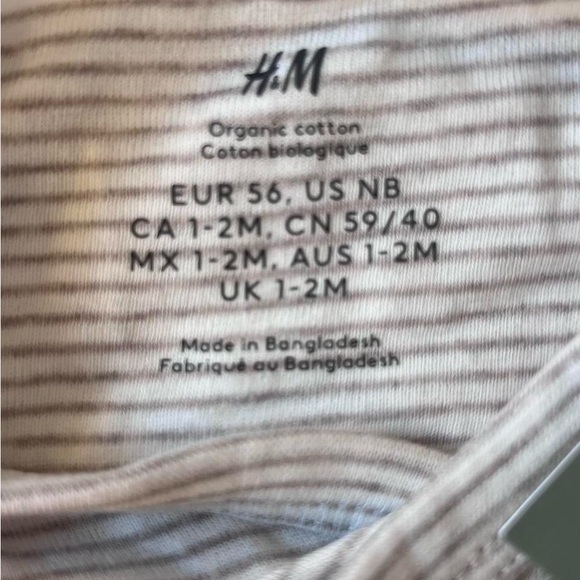 H&M
Organic cotton
Coton biologique
EUR 56, US NB
CA 1-2M, CN 59/40
MX 1-2M, AUS 1-2M
UK 1-2M
Made in Bangladesh
Fabriqué au Bangladesh